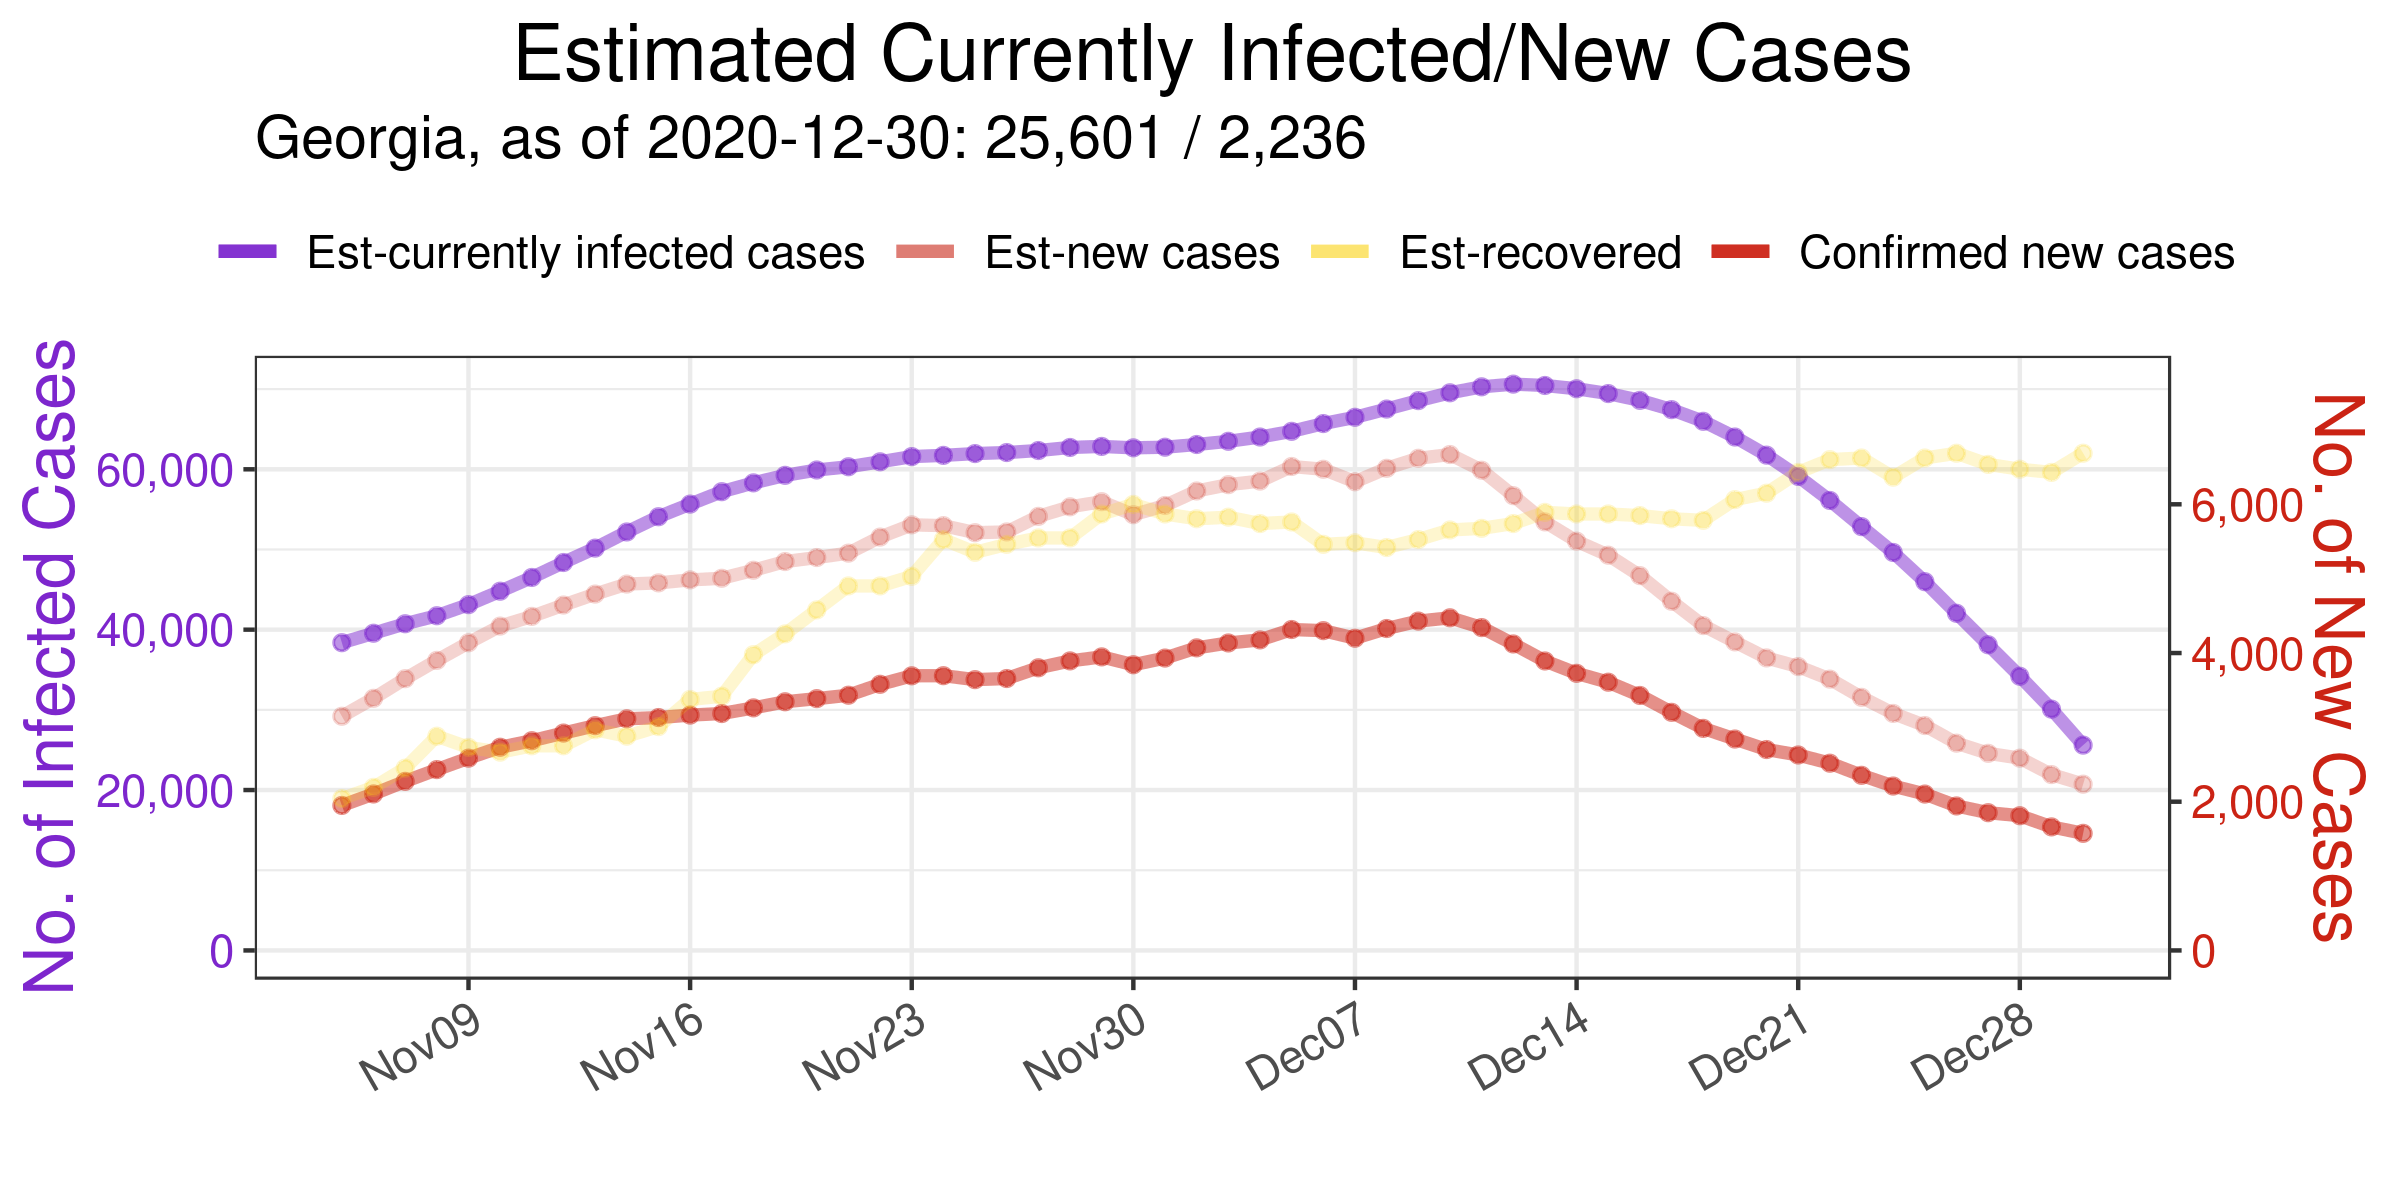 Estimated Currently Infected/New Cases
Georgia, as of 2020-12-30: 25,601 / 2,236
Est-currently infected cases Est-new cases Est-recovered Confirmed new cases
No. of Infected Cases
60,000
40,000
20,000
0
6,000
4,000
2,000
0
No. of New Cases
Nov09 Nov16 Nov23 Nov30 Dec07 Dec14 Dec21 Dec28